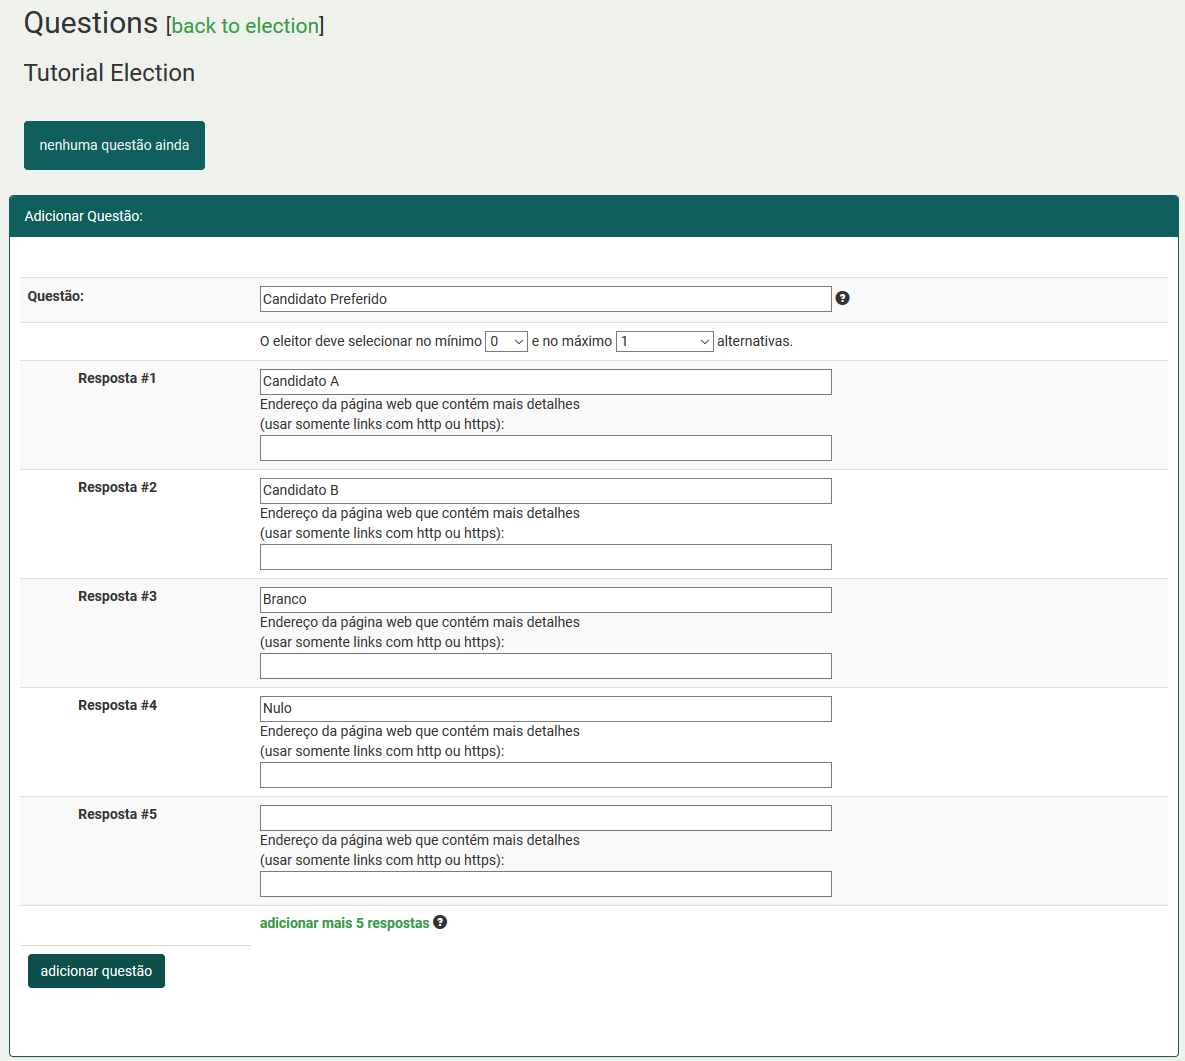 Questions [back to election]
Tutorial Election
nenhuma questão ainda
Adicionar Questão:
Questão: Candidato Preferido
O eleitor deve selecionar no mínimo 0 e no máximo 1 alternativas.
Resposta #1 Candidato A
Endereço da página web que contém mais detalhes
(usar somente links com http ou https):
Resposta #2 Candidato B
Endereço da página web que contém mais detalhes
(usar somente links com http ou https):
Resposta #3 Branco
Endereço da página web que contém mais detalhes
(usar somente links com http ou https):
Resposta #4 Nulo
Endereço da página web que contém mais detalhes
(usar somente links com http ou https):
Resposta #5
Endereço da página web que contém mais detalhes
(usar somente links com http ou https):
adicionar mais 5 respostas
adicionar questão